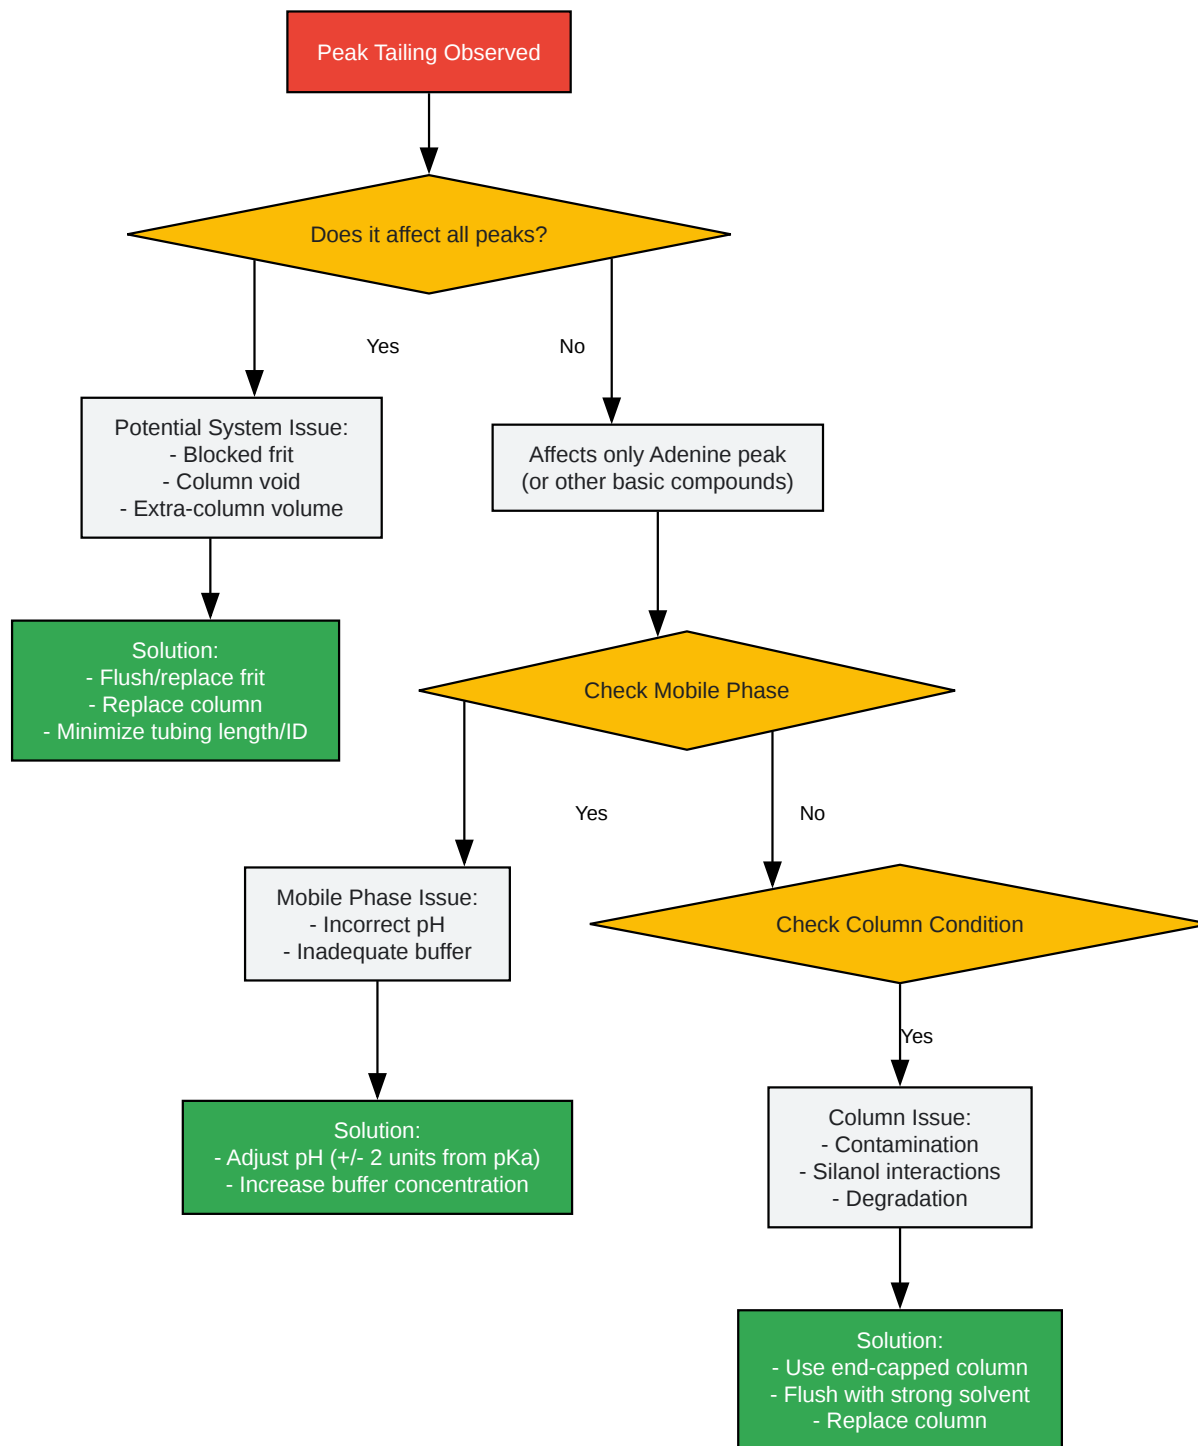 Peak Tailing Observed
Does it affect all peaks?
Yes
No
Potential System Issue:
- Blocked frit
- Column void
- Extra-column volume
Affects only Adenine peak
(or other basic compounds)
Solution:
- Flush/replace frit
- Replace column
- Minimize tubing length/ID
Check Mobile Phase
Yes
No
Mobile Phase Issue:
- Incorrect pH
- Inadequate buffer
Check Column Condition
Yes
Solution:
- Adjust pH (+/- 2 units from pKa)
- Increase buffer concentration
Column Issue:
- Contamination
- Silanol interactions
- Degradation
Solution:
- Use end-capped column
- Flush with strong solvent
- Replace column